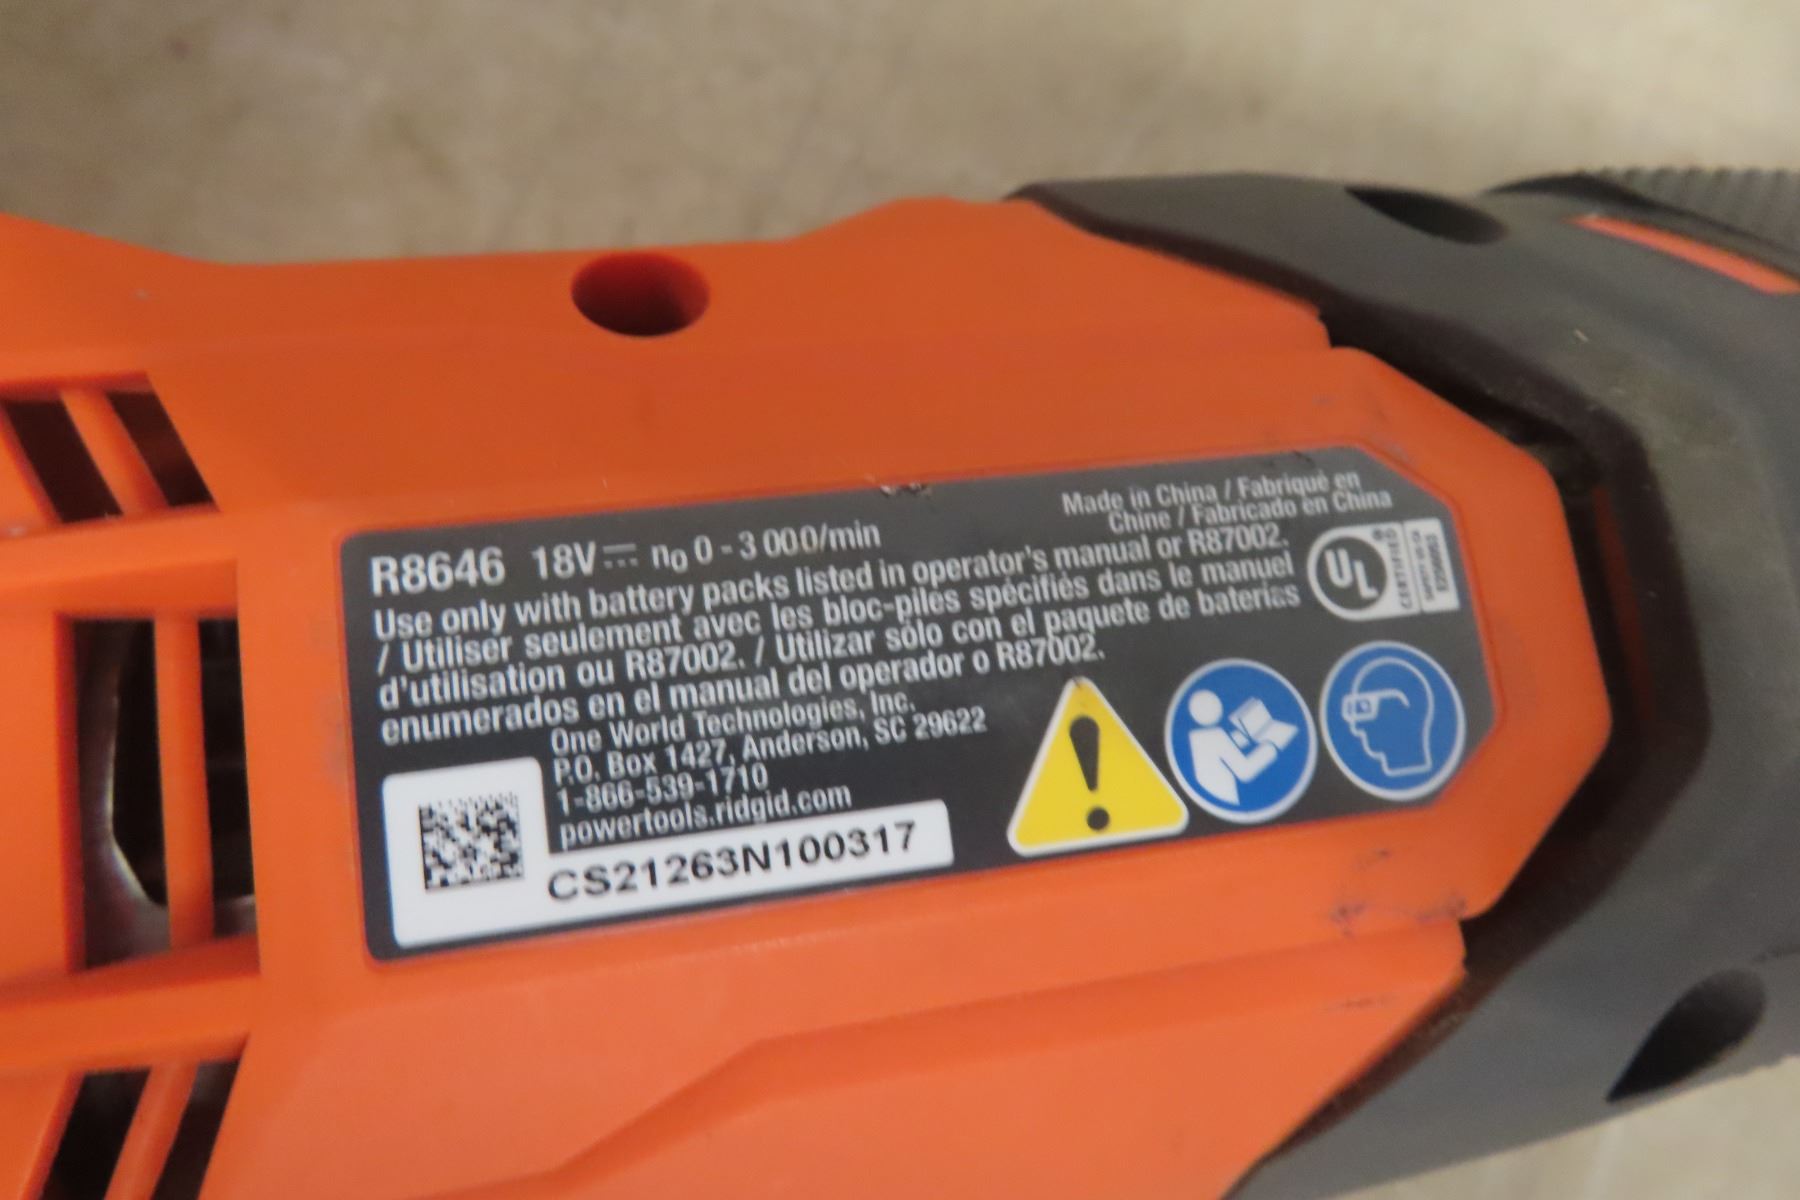 Made in China / Fabriqué en
Chine / Fabricado en China
R8646 18V n₀ 0 - 3 000/min
Use only with battery packs listed in operator's manual or R87002.
/ Utiliser seulement avec les bloc-piles spécifiés dans le manuel
d'utilisation ou R87002. / Utilizar sólo con el paquete de baterías
enumerados en el manual del operador o R87002.
One World Technologies, Inc.
P.O. Box 1427, Anderson, SC 29622
1-866-539-1710
powertools.ridgid.com
CS21263N100317
UL
CERTIFIED